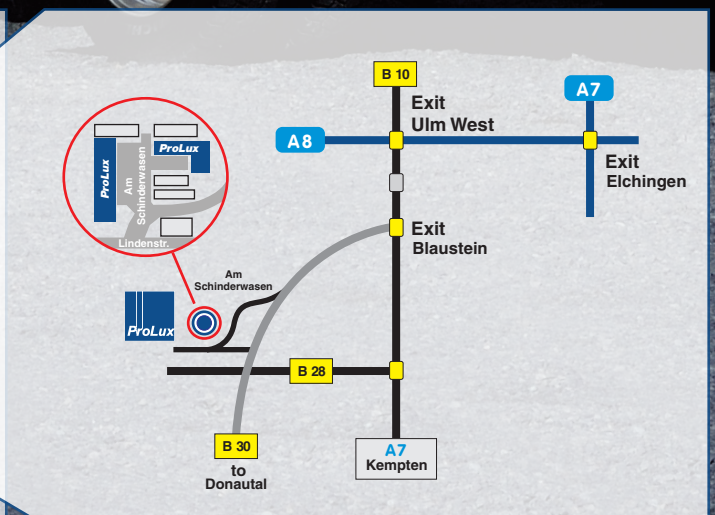 B 10
Exit
Ulm West
A7
A8
Exit
Elchingen
ProLux
ProLux
Am
Schinderwasen
Lindenstr.
Exit
Blaustein
Am
Schinderwasen
ProLux
B 28
B 30
to
Donautal
A7
Kempten